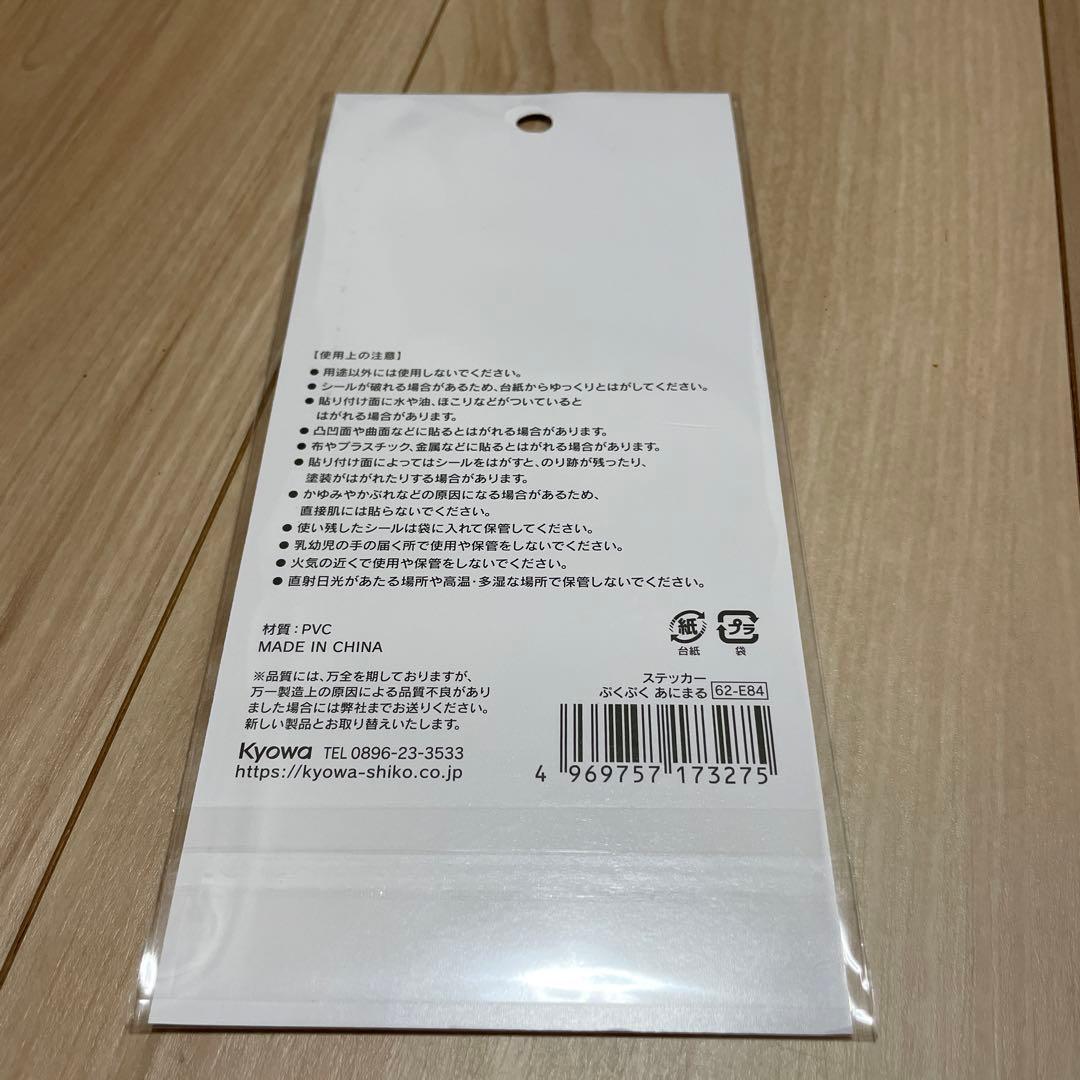 【使用上の注意】
● 用途以外には使用しないでください。
● シールが破れる場合があるため、台紙からゆっくりとはがしてください。
● 貼り付け面に水や油、ほこりなどがついていると
はがれる場合があります。
● 凸凹面や曲面などに貼るとはがれる場合があります。
● 布やプラスチック、金属などに貼るとはがれる場合があります。
● 貼り付け面によってはシールをはがすと、のり跡が残ったり、
塗装がはがれたりする場合があります。
● かゆみやかぶれなどの原因になる場合があるため、
直接肌には貼らないでください。
● 使い残したシールは袋に入れて保管してください。
● 乳幼児の手の届く所で使用や保管をしないでください。
● 火気の近くで使用や保管をしないでください。
● 直射日光があたる場所や高温・多湿な場所で保管しないでください。
材質：PVC
MADE IN CHINA
紙
台紙
プラ
袋
※品質には、万全を期しておりますが、
万一製造上の原因による品質不良があり
ました場合には弊社までお送りください。
新しい製品とお取り替えいたします。
Kyowa TEL 0896-23-3533
https://kyowa-shiko.co.jp
ステッカー
ぷくぷく あにまる 62-E84
4 969757 173275